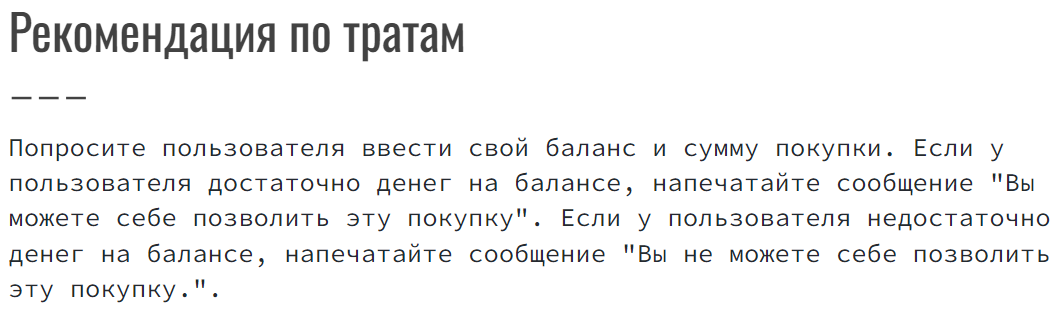 Рекомендация по тратам
———
Попросите пользователя ввести свой баланс и сумму покупки. Если у
пользователя достаточно денег на балансе, напечатайте сообщение "Вы
можете себе позволить эту покупку". Если у пользователя недостаточно
денег на балансе, напечатайте сообщение "Вы не можете себе позволить
эту покупку.".